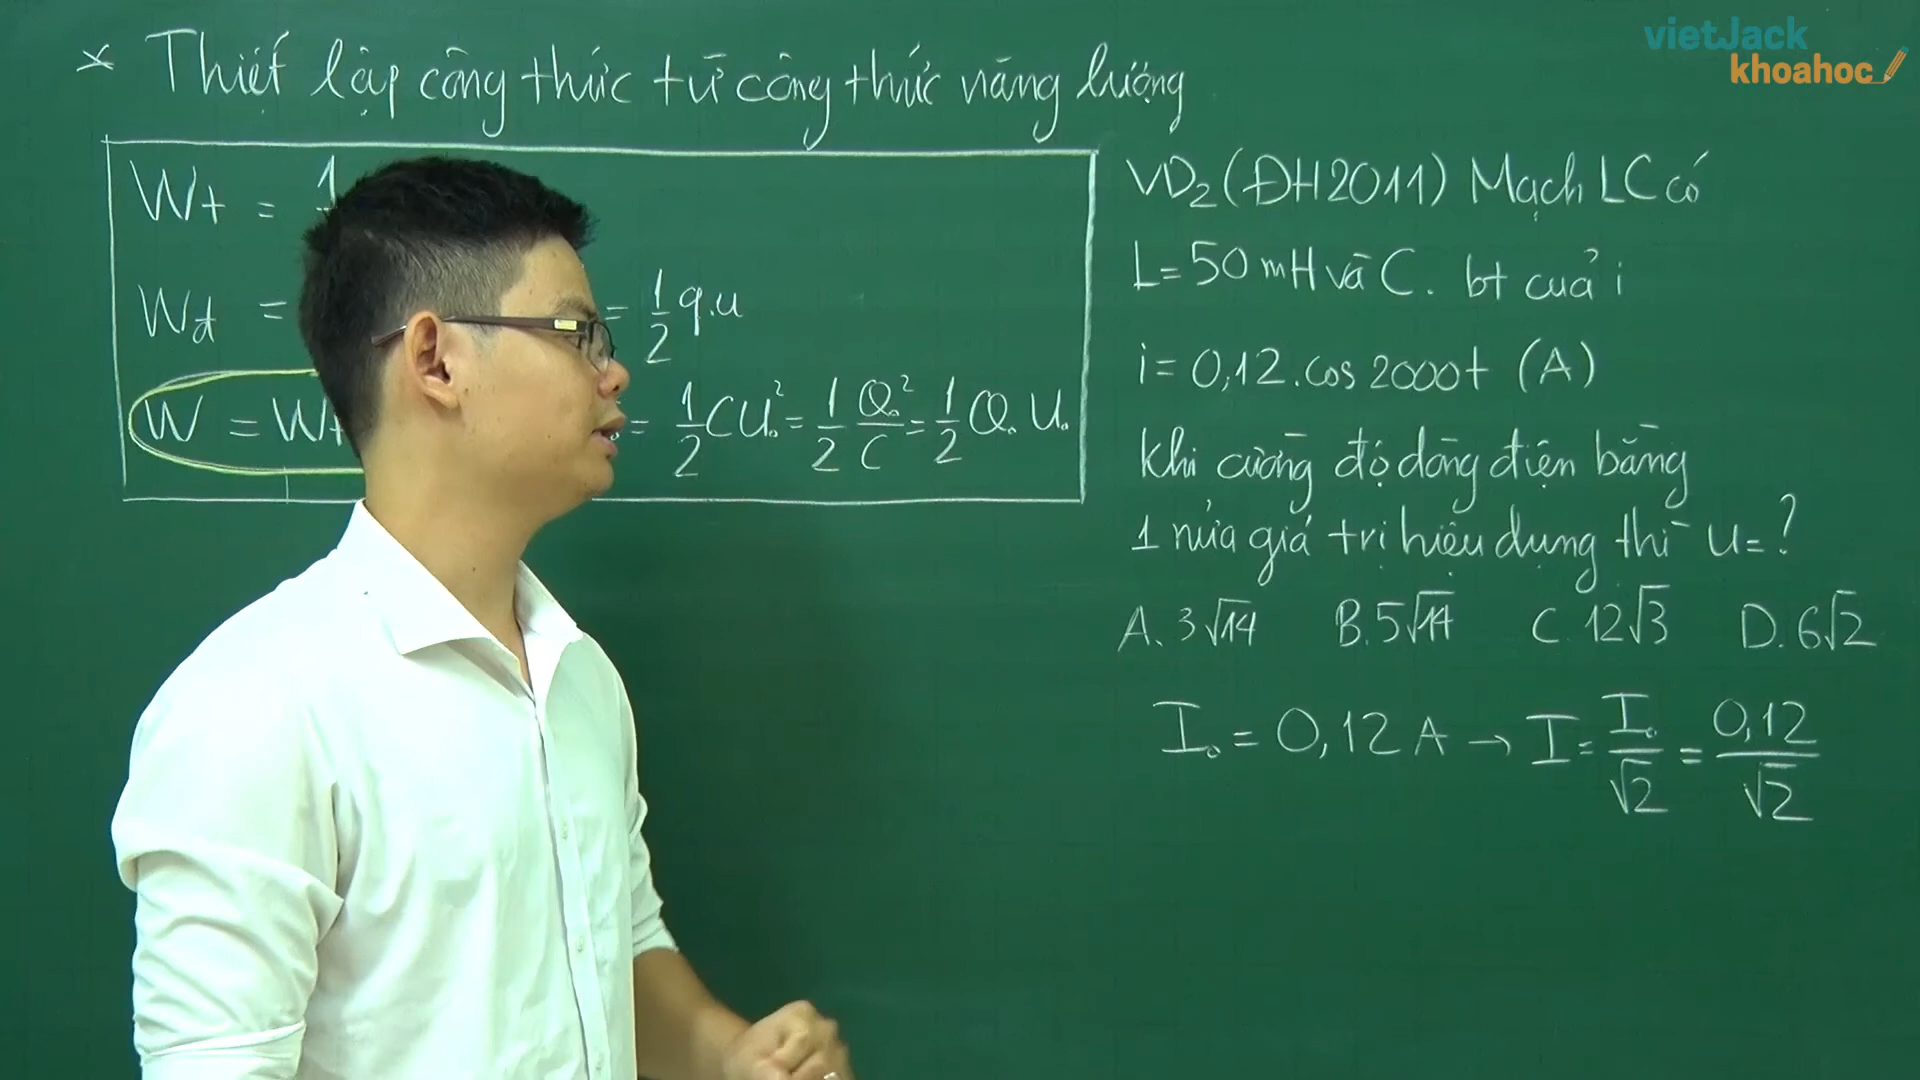 vietJack
khoahoc
* Thiết lập công thức từ công thức năng lượng
Wt = 1
Wđ = = 1/2 q.u
W = Wt = 1/2 CU₀² = 1/2 Q₀²/C = 1/2 Q₀ U₀
VD₂ (ĐH2011) Mạch LC có
L = 50 mH và C. bt của i
i = 0,12.cos 2000t (A)
khi cường độ dòng điện bằng
1 nửa giá trị hiệu dụng thì u = ?
A. 3√14 B. 5√14 C. 12√3 D. 6√2
I₀ = 0,12 A → I = I₀/√2 = 0,12/√2